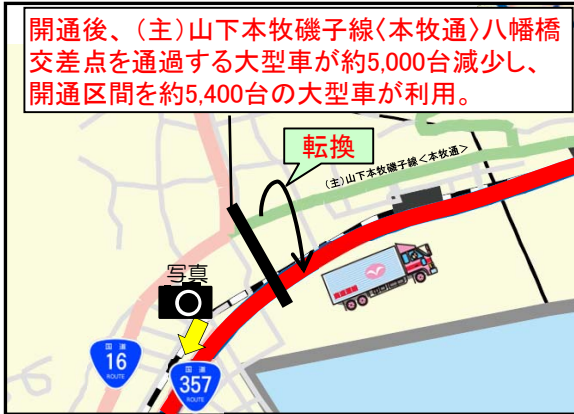 開通後、(主)山下本牧磯子線〈本牧通〉八幡橋
交差点を通過する大型車が約5,000台減少し、
開通区間を約5,400台の大型車が利用。
転換
(主)山下本牧磯子線<本牧通>
写真
国道
16
ROUTE
国道
357
ROUTE